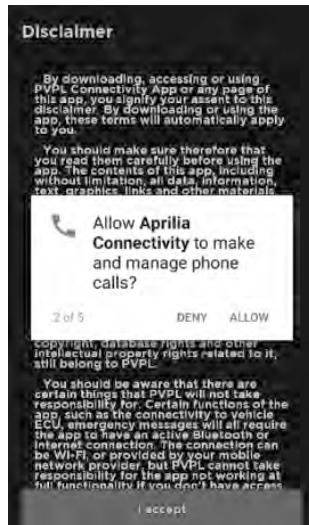 Disclaimer
By downloading, accessing or using
PVPL Connectivity App or any page of
this app, you signify your assent to this
disclaimer. By downloading or using the
app, these terms will automatically apply
to you.
You should make sure therefore that
you read them carefully before using the
app. The contents of this app, including
without limitation, all data, information,
text, graphics, links and other materials
Allow Aprilia
Connectivity to make
and manage phone
calls?
2 of 5
DENY
ALLOW
copyright, database rights and other
intellectual property rights related to it,
still belong to PVPL.
You should be aware that there are
certain things that PVPL will not take
responsibility for. Certain functions of the
app, such as the connectivity to vehicle
ECU, emergency messages will all require
the app to have an active Bluetooth or
internet connection. The connection can
be Wi-Fi, or provided by your mobile
network provider, but PVPL cannot take
responsibility for the app not working at
full functionality if you don't have access
I accept